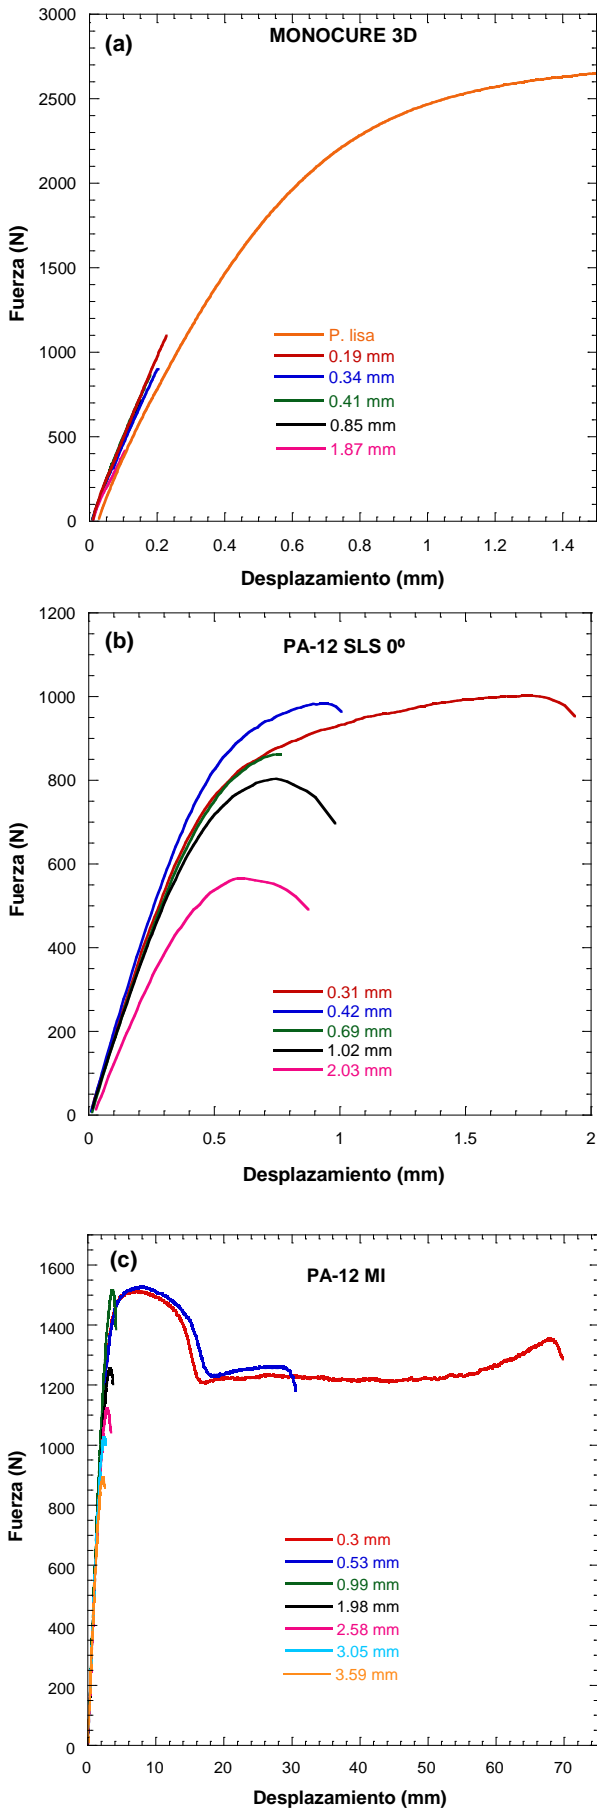 (a)
MONOCURE 3D
3000
2500
2000
1500
1000
500
0
Fuerza (N)
P. lisa
0.19 mm
0.34 mm
0.41 mm
0.85 mm
1.87 mm
0 0.2 0.4 0.6 0.8 1 1.2 1.4
Desplazamiento (mm)
(b)
PA-12 SLS 0º
1200
1000
800
600
400
200
0
Fuerza (N)
0.31 mm
0.42 mm
0.69 mm
1.02 mm
2.03 mm
0 0.5 1 1.5 2
Desplazamiento (mm)
(c)
PA-12 MI
1600
1400
1200
1000
800
600
400
200
0
Fuerza (N)
0.3 mm
0.53 mm
0.99 mm
1.98 mm
2.58 mm
3.05 mm
3.59 mm
0 10 20 30 40 50 60 70
Desplazamiento (mm)